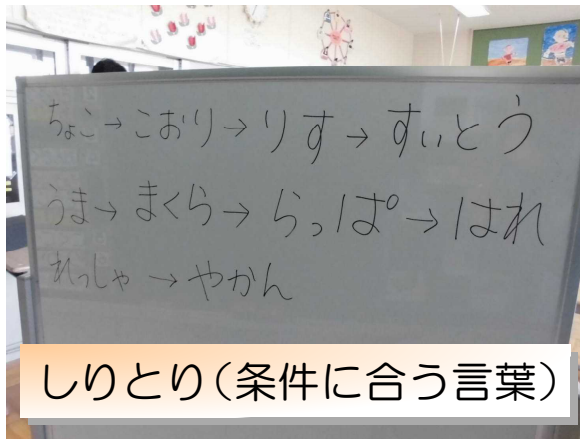 ちょこ→こおり→りす→すいとう
うま→まくら→らっぱ→はれ
れっしゃ→やかん
しりとり(条件に合う言葉)